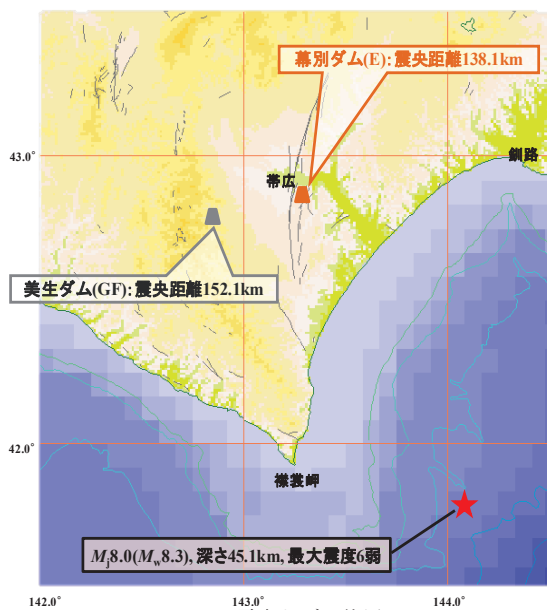 幕別ダム(E):震央距離138.1km
43.0°
釧路
帯広
美生ダム(GF):震央距離152.1km
42.0°
襟裳岬
Mj8.0(Mw8.3), 深さ45.1km, 最大震度6弱
142.0° 143.0° 144.0°